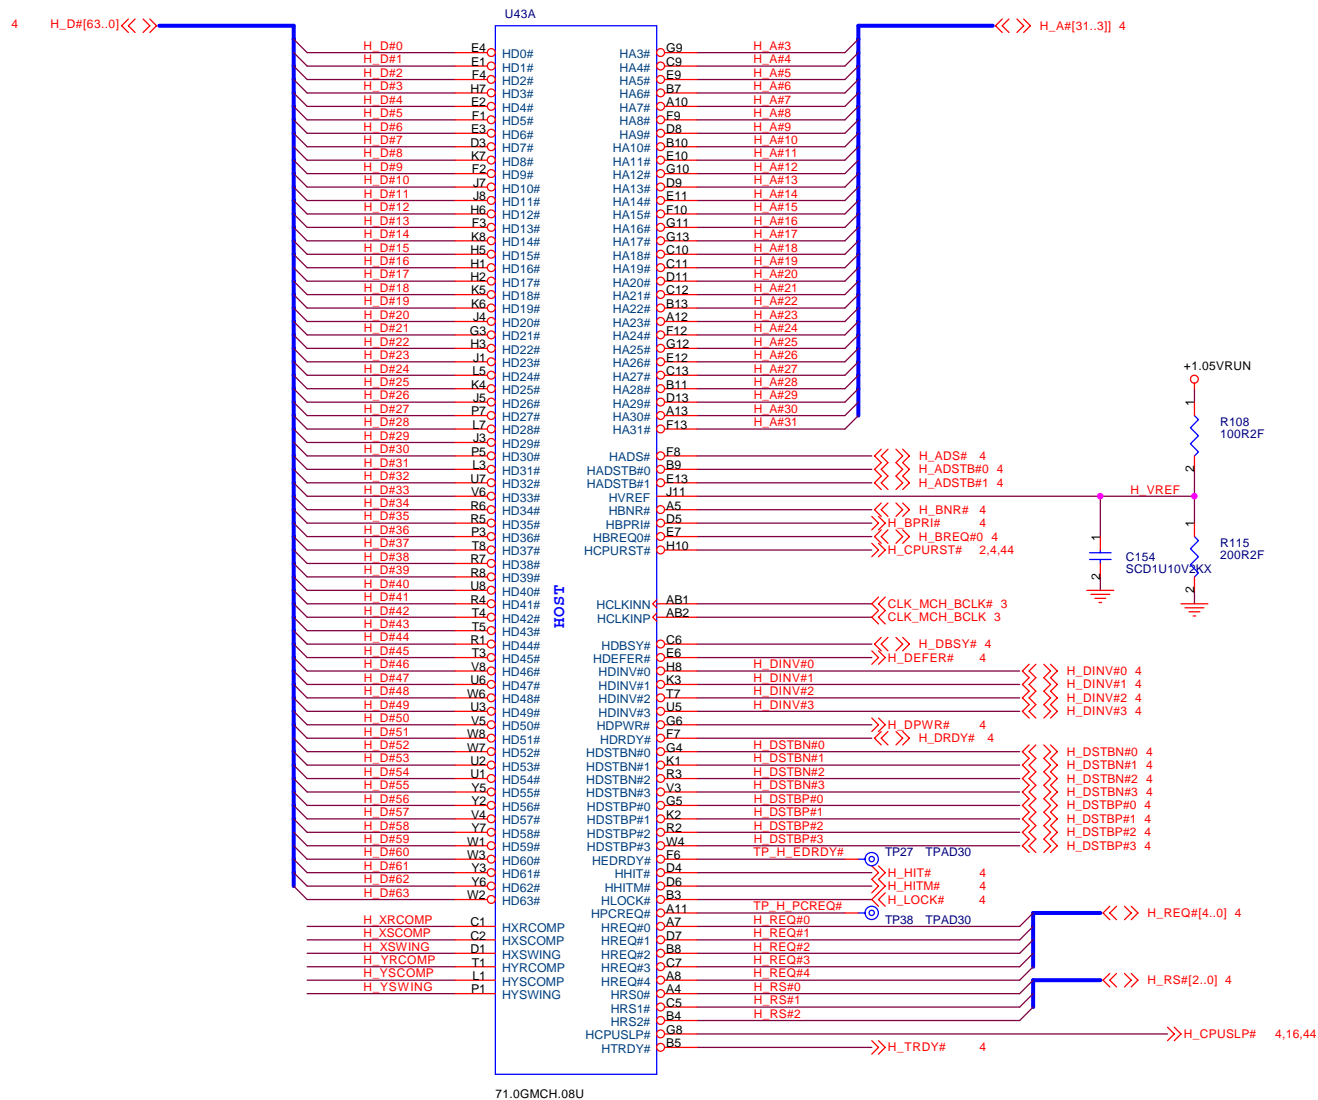 U43A
4 H_D#[63..0]
H_A#[31..3]] 4
H_D#0 E4 HD0# HA3# G9 H_A#3
H_D#1 E1 HD1# HA4# C9 H_A#4
H_D#2 F4 HD2# HA5# E9 H_A#5
H_D#3 H7 HD3# HA6# B7 H_A#6
H_D#4 E2 HD4# HA7# A10 H_A#7
H_D#5 F1 HD5# HA8# F9 H_A#8
H_D#6 E3 HD6# HA9# D8 H_A#9
H_D#7 D3 HD7# HA10# B10 H_A#10
H_D#8 K7 HD8# HA11# E10 H_A#11
H_D#9 F2 HD9# HA12# G10 H_A#12
H_D#10 J7 HD10# HA13# D9 H_A#13
H_D#11 J8 HD11# HA14# E11 H_A#14
H_D#12 H6 HD12# HA15# F10 H_A#15
H_D#13 F3 HD13# HA16# G11 H_A#16
H_D#14 K8 HD14# HA17# G13 H_A#17
H_D#15 H5 HD15# HA18# C10 H_A#18
H_D#16 H1 HD16# HA19# C11 H_A#19
H_D#17 H2 HD17# HA20# D11 H_A#20
H_D#18 K5 HD18# HA21# C12 H_A#21
H_D#19 K6 HD19# HA22# B13 H_A#22
H_D#20 J4 HD20# HA23# A12 H_A#23
H_D#21 G3 HD21# HA24# F12 H_A#24
H_D#22 H3 HD22# HA25# G12 H_A#25
H_D#23 J1 HD23# HA26# E12 H_A#26
H_D#24 L5 HD24# HA27# C13 H_A#27
H_D#25 K4 HD25# HA28# B11 H_A#28
H_D#26 J5 HD26# HA29# D13 H_A#29
H_D#27 P7 HD27# HA30# A13 H_A#30
H_D#28 L7 HD28# HA31# F13 H_A#31
H_D#29 J3 HD29#
H_D#30 P5 HD30# HADS# F8 H_ADS# 4
H_D#31 L3 HD31# HADSTB#0 B9 H_ADSTB#0 4
H_D#32 U7 HD32# HADSTB#1 E13 H_ADSTB#1 4
H_D#33 V6 HD33# HVREF J11 H_VREF
H_D#34 R6 HD34# HBNR# A5 H_BNR# 4
H_D#35 R5 HD35# HBPRI# D5 H_BPRI# 4
H_D#36 P3 HD36# HBREQ0# E7 H_BREQ#0 4
H_D#37 T8 HD37# HCPURST# H10 H_CPURST# 2,4,44
H_D#38 R7 HD38#
H_D#39 R8 HD39#
H_D#40 U8 HD40#
H_D#41 R4 HD41# HCLKINN AB1 CLK_MCH_BCLK# 3
H_D#42 T4 HD42# HCLKINP AB2 CLK_MCH_BCLK 3
H_D#43 T5 HD43#
H_D#44 R1 HD44# HDBSY# C6 H_DBSY# 4
H_D#45 T3 HD45# HDEFER# E6 H_DEFER# 4
H_D#46 V8 HD46# HDINV#0 H8 H_DINV#0 H_DINV#0 4
H_D#47 U6 HD47# HDINV#1 K3 H_DINV#1 H_DINV#1 4
H_D#48 W6 HD48# HDINV#2 T7 H_DINV#2 H_DINV#2 4
H_D#49 U3 HD49# HDINV#3 U5 H_DINV#3 H_DINV#3 4
H_D#50 V5 HD50# HDPWR# G6 H_DPWR# 4
H_D#51 W8 HD51# HDRDY# F7 H_DRDY# 4
H_D#52 W7 HD52# HDSTBN#0 G4 H_DSTBN#0 H_DSTBN#0 4
H_D#53 U2 HD53# HDSTBN#1 K1 H_DSTBN#1 H_DSTBN#1 4
H_D#54 U1 HD54# HDSTBN#2 R3 H_DSTBN#2 H_DSTBN#2 4
H_D#55 Y5 HD55# HDSTBN#3 V3 H_DSTBN#3 H_DSTBN#3 4
H_D#56 Y2 HD56# HDSTBP#0 G5 H_DSTBP#0 H_DSTBP#0 4
H_D#57 V4 HD57# HDSTBP#1 K2 H_DSTBP#1 H_DSTBP#1 4
H_D#58 Y7 HD58# HDSTBP#2 R2 H_DSTBP#2 H_DSTBP#2 4
H_D#59 W1 HD59# HDSTBP#3 W4 H_DSTBP#3 H_DSTBP#3 4
H_D#60 W3 HD60# HEDRDY# F6 TP_H_EDRDY# TP27 TPAD30
H_D#61 Y3 HD61# HHIT# D4 H_HIT# 4
H_D#62 Y6 HD62# HHITM# D6 H_HITM# 4
H_D#63 W2 HD63# HLOCK# B3 H_LOCK# 4
HPCREQ# A11 TP_H_PCREQ# TP38 TPAD30
H_XRCOMP C1 HXRCOMP HREQ#0 A7 H_REQ#0 H_REQ#[4..0] 4
H_XSCOMP C2 HXSCOMP HREQ#1 D7 H_REQ#1
H_XSWING D1 HXSWING HREQ#2 B8 H_REQ#2
H_YRCOMP T1 HYRCOMP HREQ#3 C7 H_REQ#3
H_YSCOMP L1 HYSCOMP HREQ#4 A8 H_REQ#4
H_YSWING P1 HYSWING HRS0# A4 H_RS#0 H_RS#[2..0] 4
HRS1# C5 H_RS#1
HRS2# B4 H_RS#2
HCPUSLP# G8 H_CPUSLP# 4,16,44
HTRDY# B5 H_TRDY# 4
HOST
71.0GMCH.08U
+1.05VRUN
1
R108
100R2F
2
1
R115
200R2F
2
1
C154
SCD1U10V2KX
2